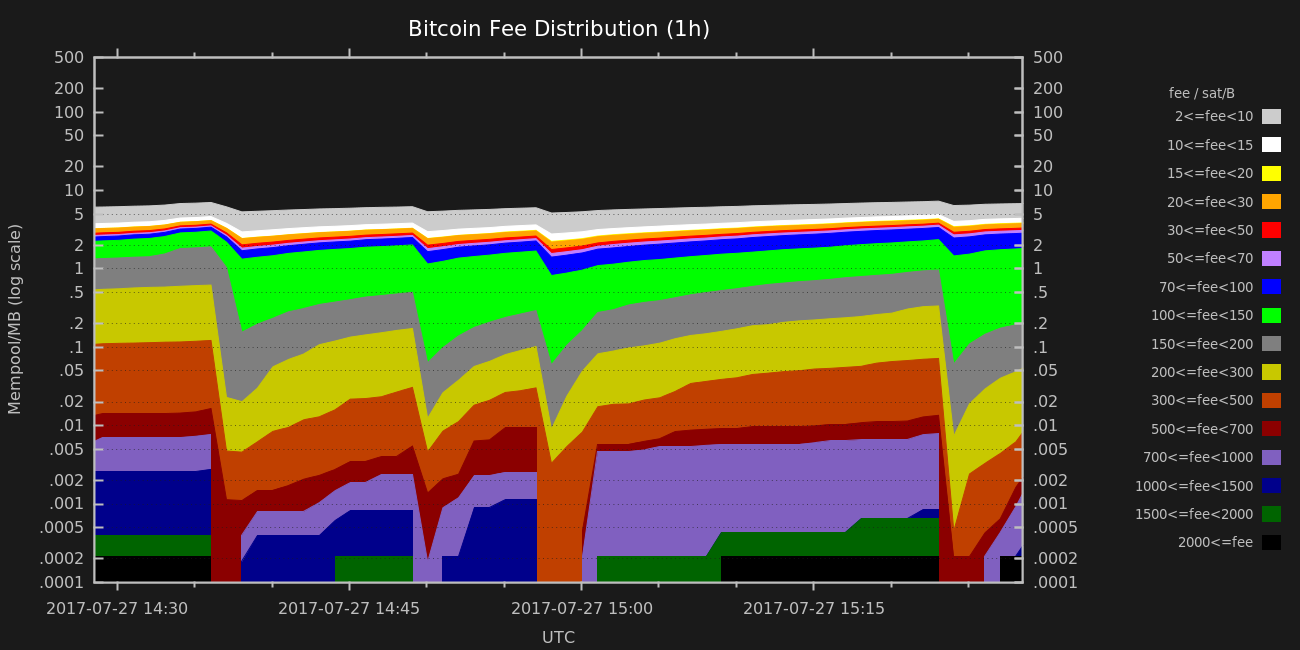 Bitcoin Fee Distribution (1h)
500 500
200 200
100 100
50 50
20 20
10 10
5 5
2 2
1 1
.5 .5
.2 .2
.1 .1
.05 .05
.02 .02
.01 .01
.005 .005
.002 .002
.001 .001
.0005 .0005
.0002 .0002
.0001 .0001
Mempool/MB (log scale)
2017-07-27 14:30 2017-07-27 14:45 2017-07-27 15:00 2017-07-27 15:15
UTC
fee / sat/B
2<=fee<10
10<=fee<15
15<=fee<20
20<=fee<30
30<=fee<50
50<=fee<70
70<=fee<100
100<=fee<150
150<=fee<200
200<=fee<300
300<=fee<500
500<=fee<700
700<=fee<1000
1000<=fee<1500
1500<=fee<2000
2000<=fee